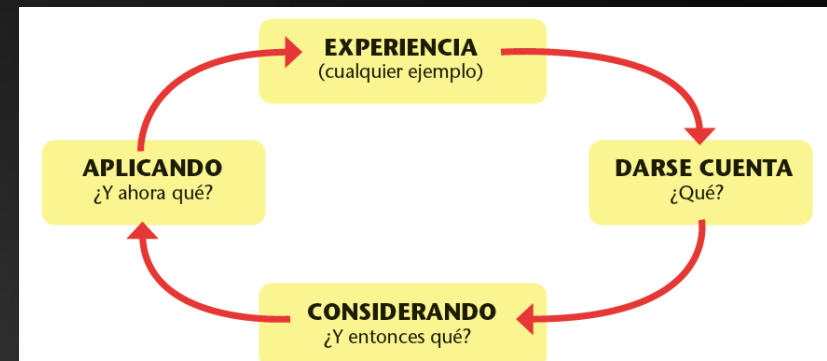 EXPERIENCIA
(cualquier ejemplo)
APLICANDO
¿Y ahora qué?
DARSE CUENTA
¿Qué?
CONSIDERANDO
¿Y entonces qué?